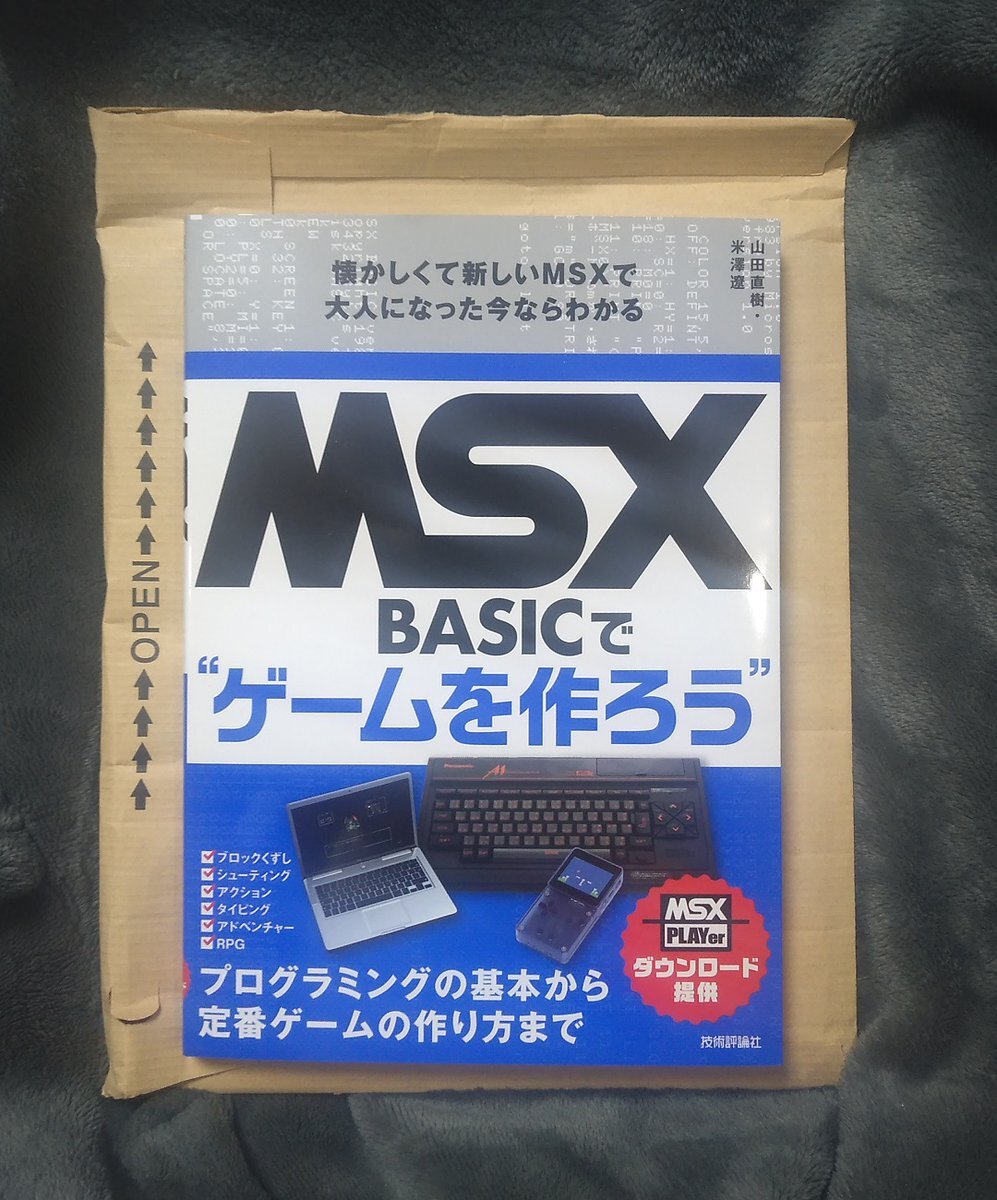 懐かしくて新しいMSXで
大人になった今ならわかる
山田直樹・
米澤遼
MSX
BASICで
“ゲームを作ろう”
OPEN
Panasonic
A1
ブロックくずし
シューティング
アクション
タイピング
アドベンチャー
RPG
MSX
PLAYer
ダウンロード
提供
プログラミングの基本から
定番ゲームの作り方まで
技術評論社